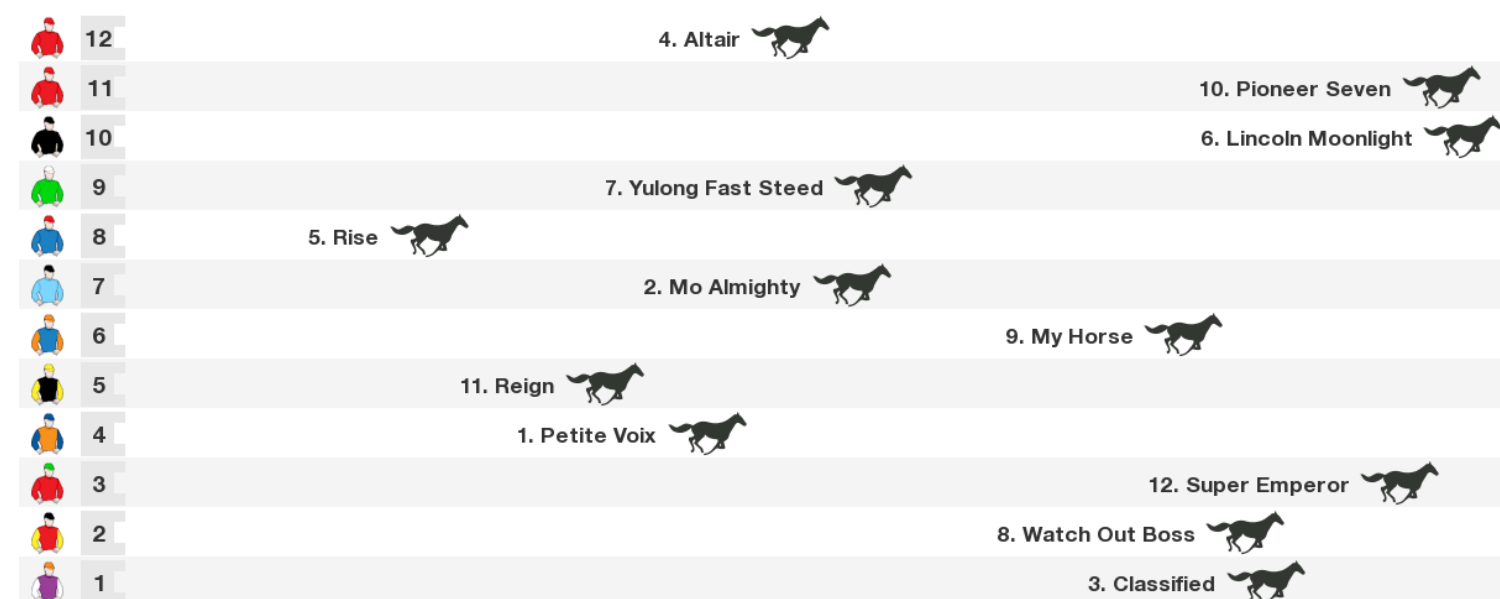 12 4. Altair
11 10. Pioneer Seven
10 6. Lincoln Moonlight
9 7. Yulong Fast Steed
8 5. Rise
7 2. Mo Almighty
6 9. My Horse
5 11. Reign
4 1. Petite Voix
3 12. Super Emperor
2 8. Watch Out Boss
1 3. Classified